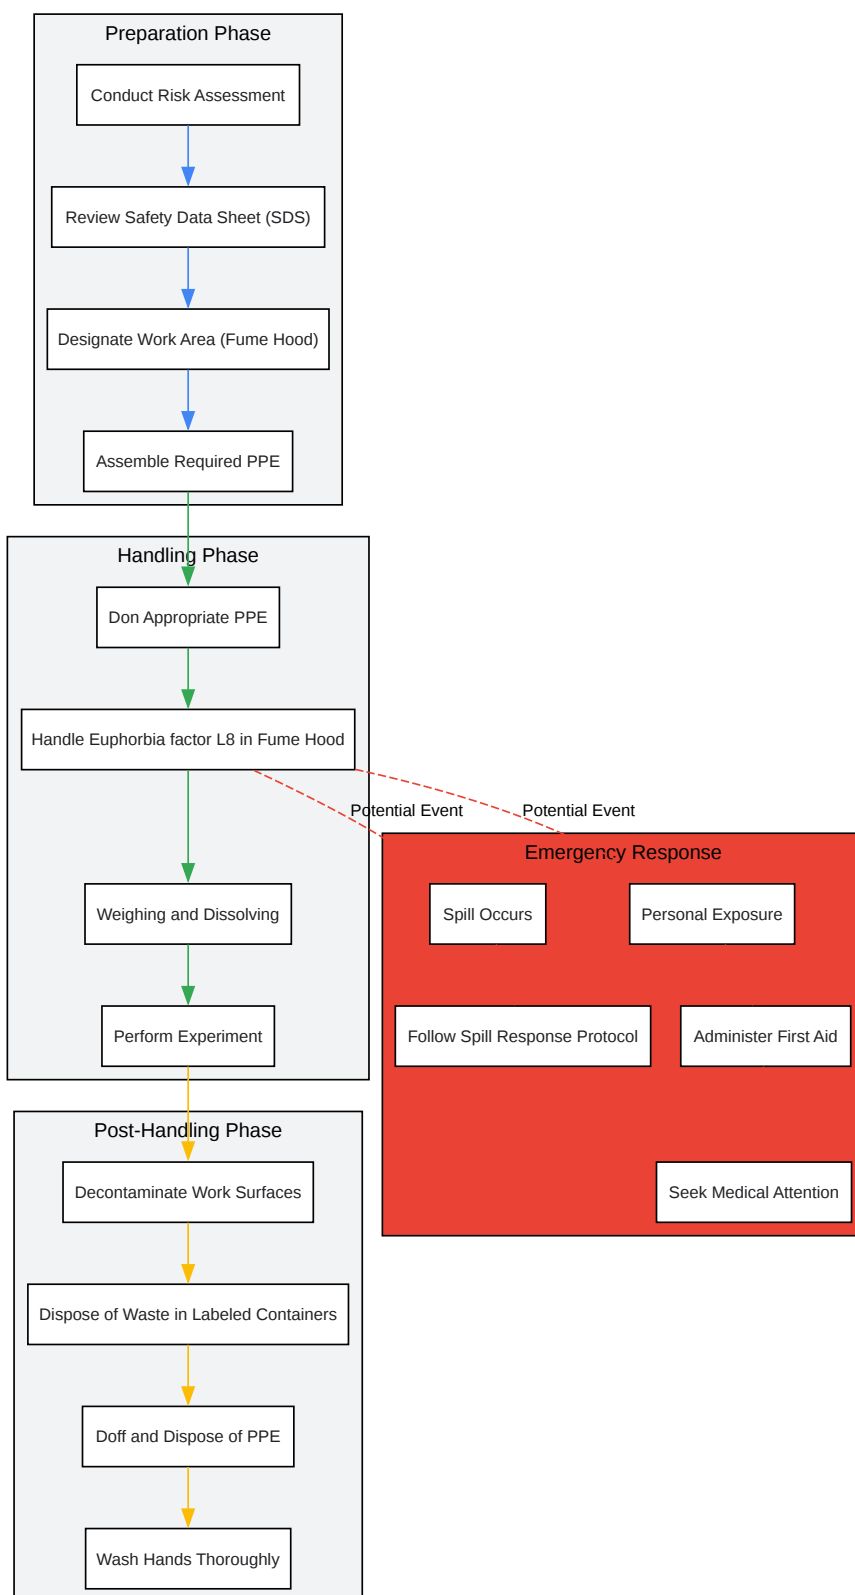 Preparation Phase
Conduct Risk Assessment
Review Safety Data Sheet (SDS)
Designate Work Area (Fume Hood)
Assemble Required PPE
Handling Phase
Don Appropriate PPE
Handle Euphorbia factor L8 in Fume Hood
Potential Event
Potential Event
Emergency Response
Weighing and Dissolving
Spill Occurs
Personal Exposure
Perform Experiment
Follow Spill Response Protocol
Administer First Aid
Post-Handling Phase
Decontaminate Work Surfaces
Seek Medical Attention
Dispose of Waste in Labeled Containers
Doff and Dispose of PPE
Wash Hands Thoroughly